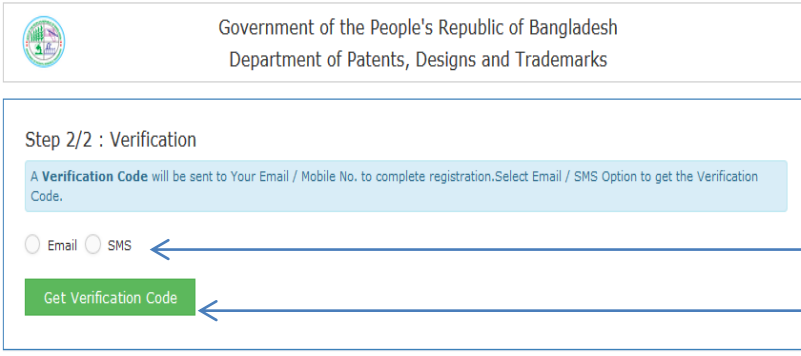 Government of the People's Republic of Bangladesh
Department of Patents, Designs and Trademarks
Step 2/2 : Verification
A Verification Code will be sent to Your Email / Mobile No. to complete registration.Select Email / SMS Option to get the Verification
Code.
Email SMS
Get Verification Code